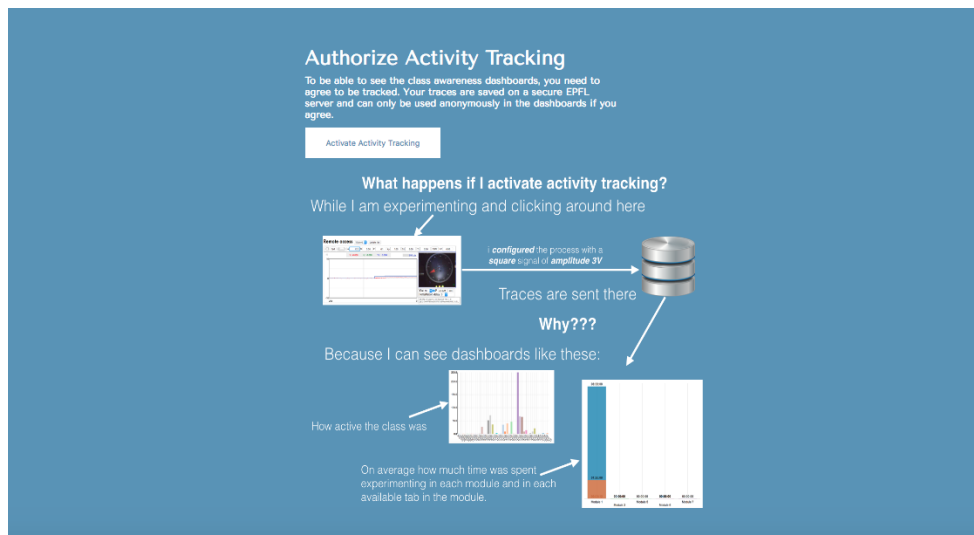 Authorize Activity Tracking
To be able to see the class awareness dashboards, you need to
agree to be tracked. Your traces are saved on a secure EPFL
server and can only be used anonymously in the dashboards if you
agree.
Activate Activity Tracking
What happens if I activate activity tracking?
While I am experimenting and clicking around here
Remote access
i configured the process with a
square signal of amplitude 3V
Traces are sent there
Why???
Because I can see dashboards like these:
How active the class was
On average how much time was spent
experimenting in each module and in each
available tab in the module.
Module 1